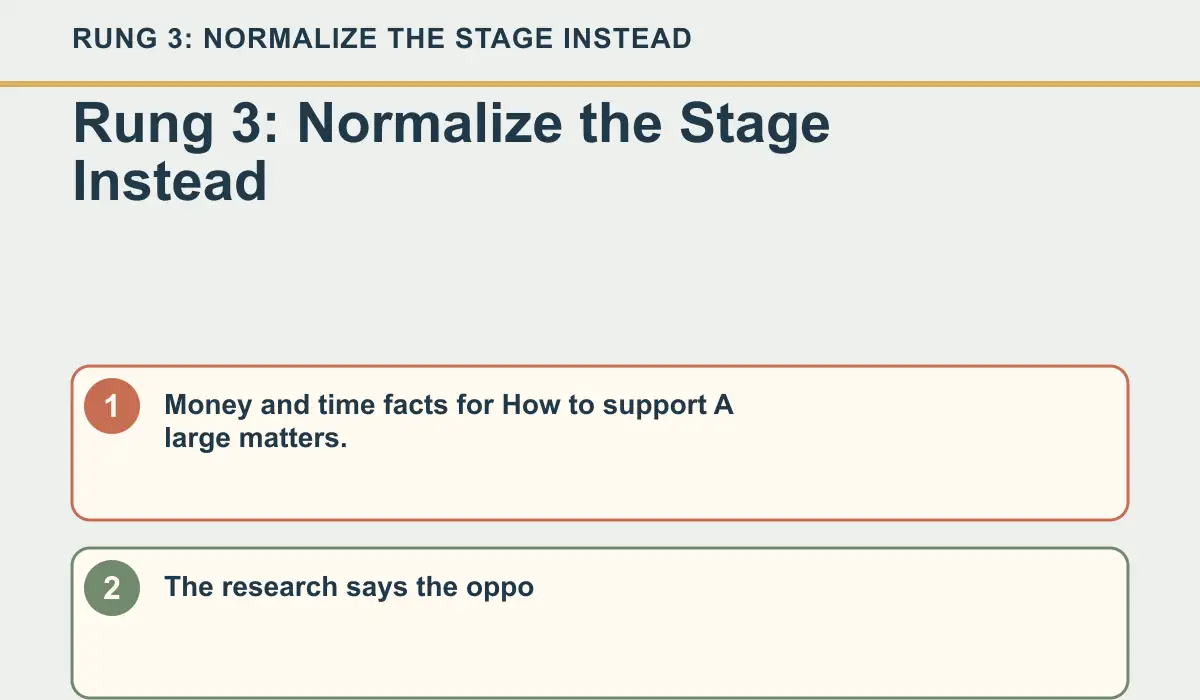 RUNG 3: NORMALIZE THE STAGE INSTEAD
Rung 3: Normalize the Stage
Instead
1
Money and time facts for How to support A
large matters.
2
The research says the oppo